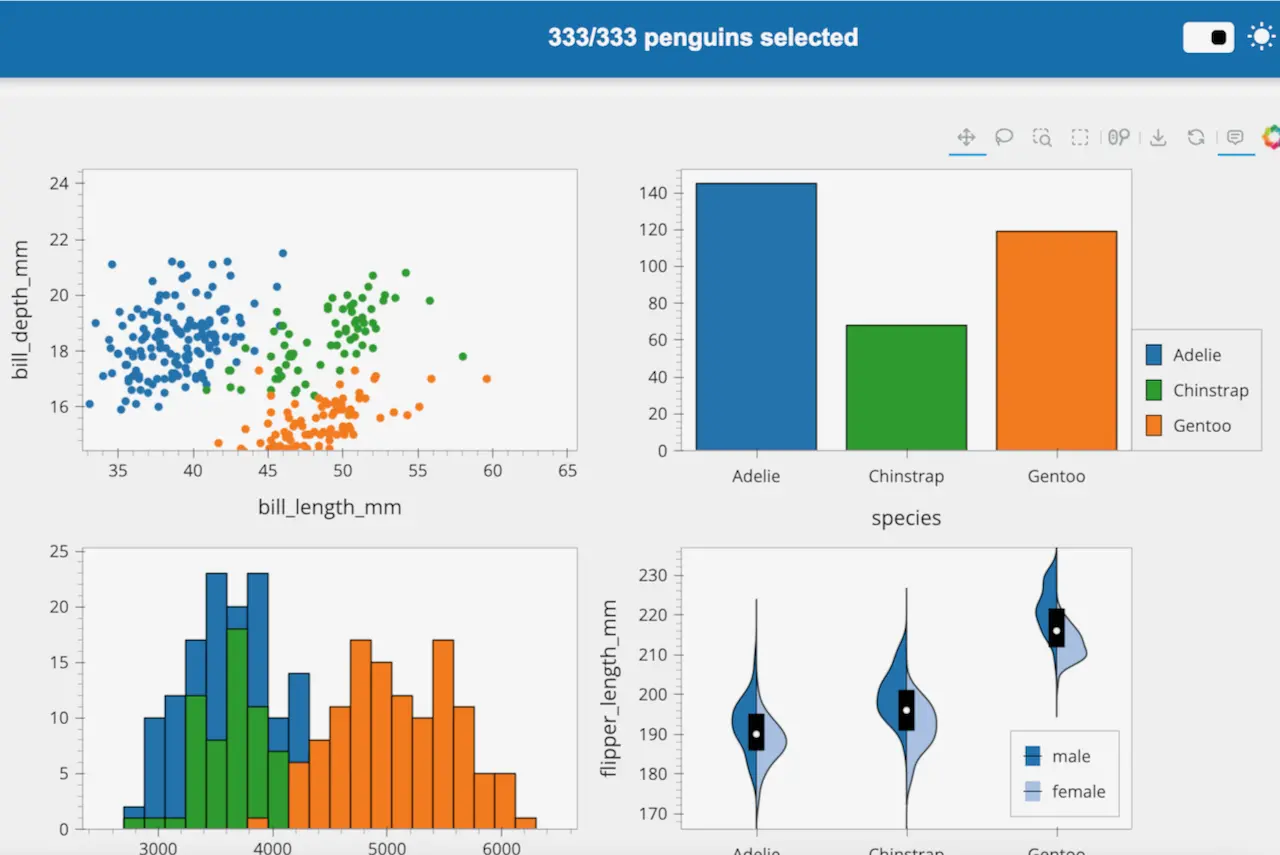 333/333 penguins selected
24
22
20
18
16
bill_depth_mm
35 40 45 50 55 60 65
bill_length_mm
140
120
100
80
60
40
20
0
Adelie Chinstrap Gentoo
species
Adelie
Chinstrap
Gentoo
25
20
15
10
5
0
3000 4000 5000 6000
230
220
210
200
190
180
170
flipper_length_mm
male
female
Adelie Chinstrap Gentoo